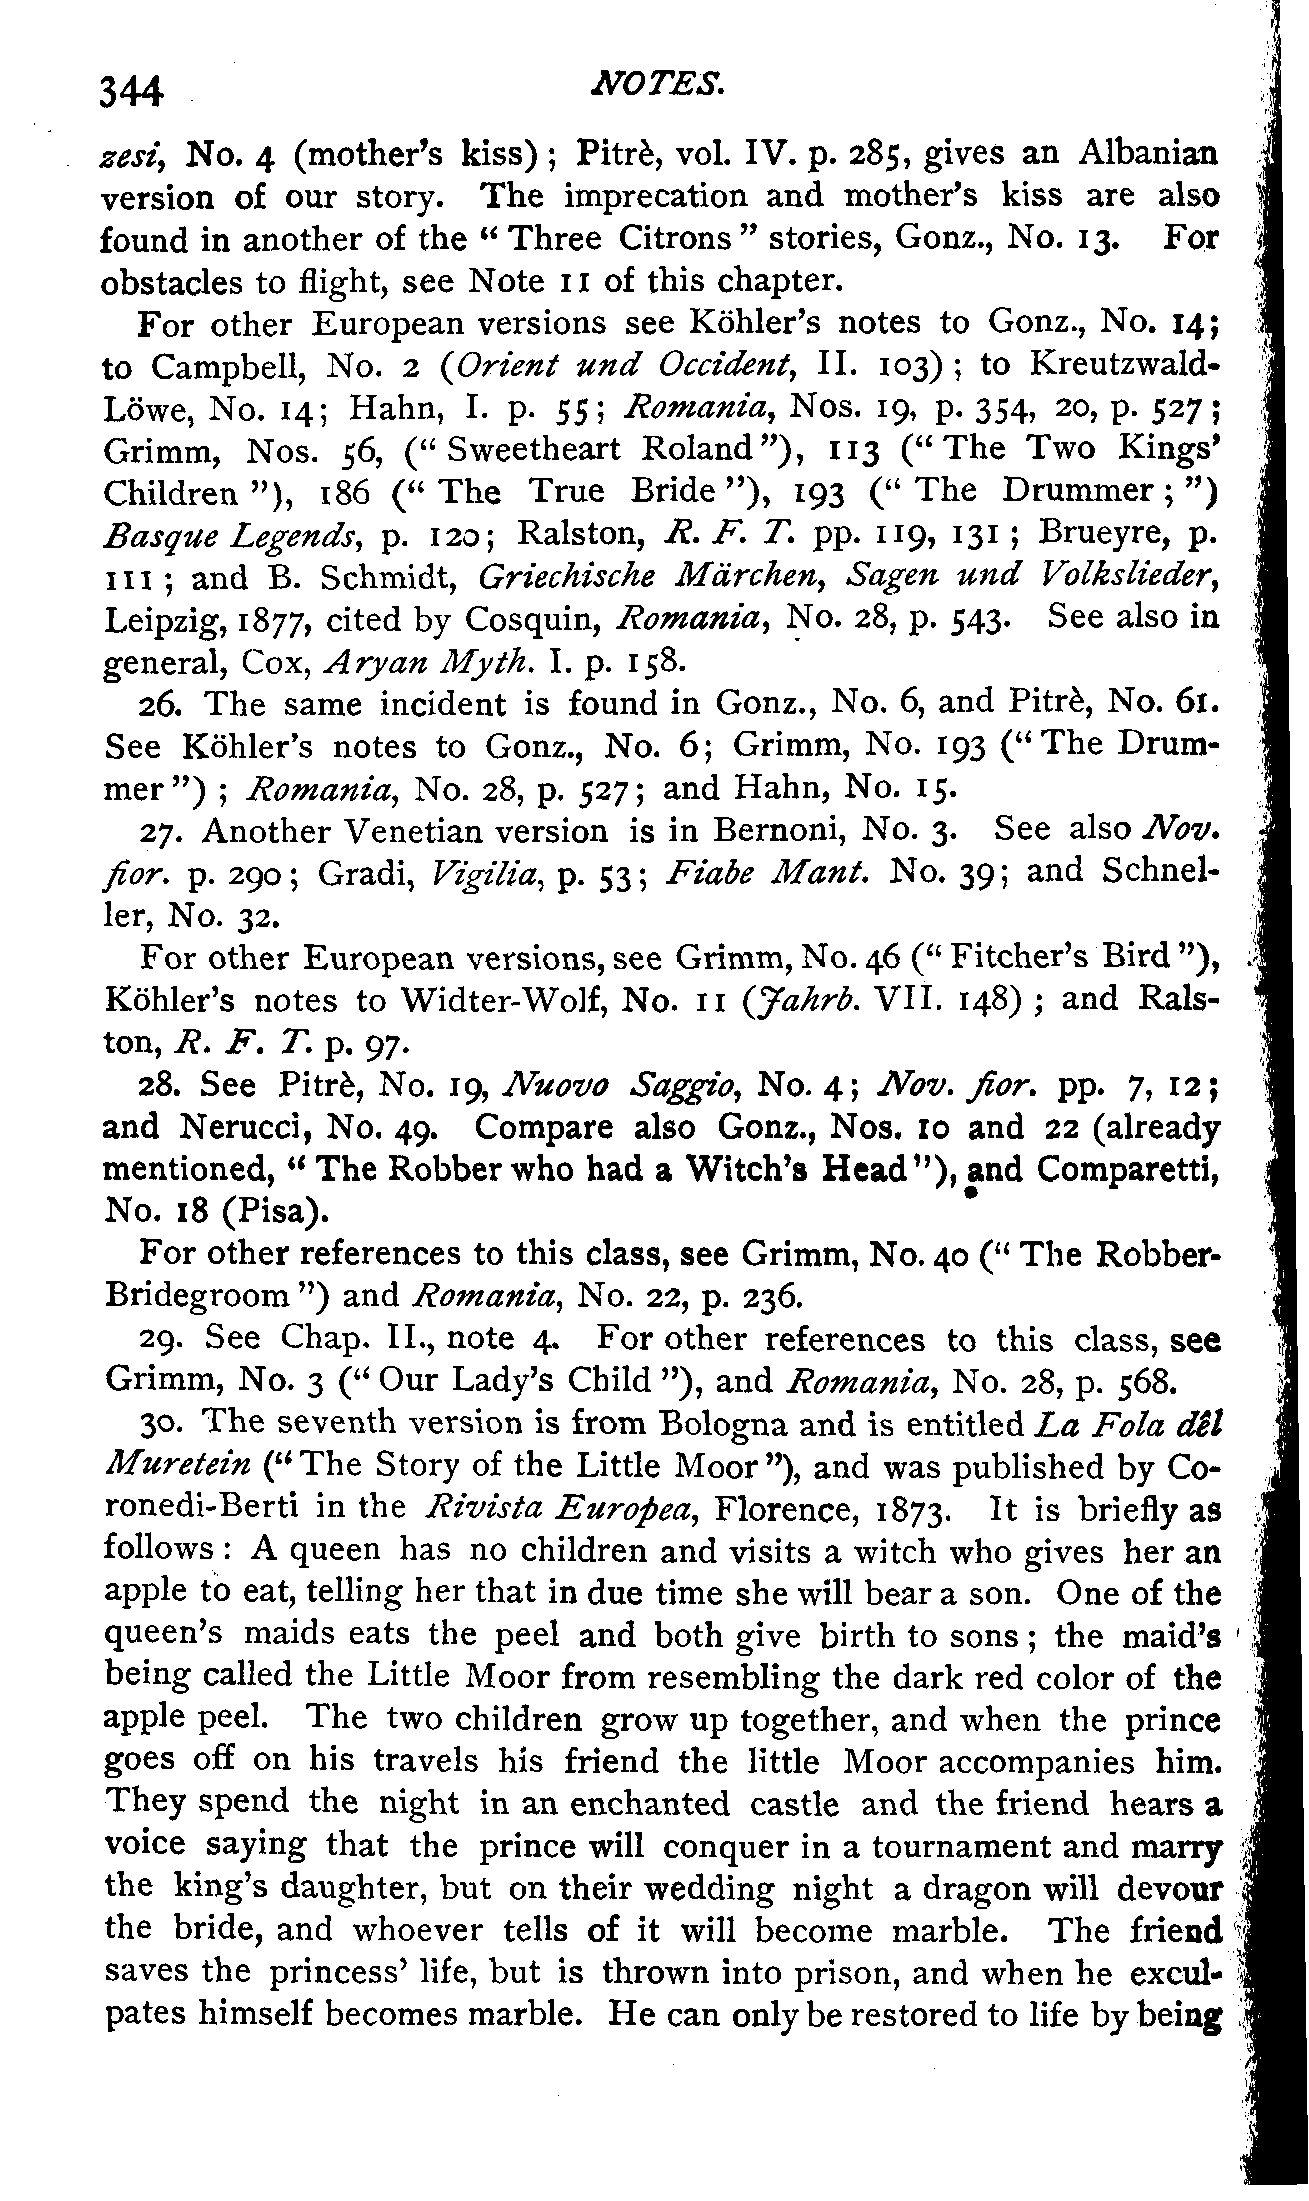 344 NOTES.
zesi, No. 4 (mother's kiss) ; Pitrè, vol. IV. p. 285, gives an Albanian
version of our story. The imprecation and mother's kiss are also
found in another of the “ Three Citrons ” stories, Gonz., No. 13. For
obstacles to flight, see Note 11 of this chapter.
For other European versions see Köhler's notes to Gonz., No. 14;
to Campbell, No. 2 (Orient und Occident, II. 103) ; to Kreutzwald-
Löwe, No. 14; Hahn, I. p. 55; Romania, Nos. 19, p. 354, 20, p. 527 ;
Grimm, Nos. 56, (“ Sweetheart Roland ”), 113 (“ The Two Kings'
Children ”), 186 (“ The True Bride ”), 193 (“ The Drummer ; ”)
Basque Legends, p. 120; Ralston, R. F. T. pp. 119, 131 ; Brueyre, p.
111 ; and B. Schmidt, Griechische Märchen, Sagen und Volkslieder,
Leipzig, 1877, cited by Cosquin, Romania, No. 28, p. 543. See also in
general, Cox, Aryan Myth. I. p. 158.
26. The same incident is found in Gonz., No. 6, and Pitrè, No. 61.
See Köhler's notes to Gonz., No. 6; Grimm, No. 193 (“ The Drum-
mer ”) ; Romania, No. 28, p. 527; and Hahn, No. 15.
27. Another Venetian version is in Bernoni, No. 3. See also Nov.
fior. p. 290; Gradi, Vigilia, p. 53; Fiabe Mant. No. 39; and Schnel-
ler, No. 32.
For other European versions, see Grimm, No. 46 (“ Fitcher's Bird ”),
Köhler's notes to Widter-Wolf, No. 11 (Jahrb. VII. 148) ; and Rals-
ton, R. F. T. p. 97.
28. See Pitrè, No. 19, Nuovo Saggio, No. 4; Nov. fior. pp. 7, 12;
and Nerucci, No. 49. Compare also Gonz., Nos. 10 and 22 (already
mentioned, “ The Robber who had a Witch's Head ”), and Comparetti,
No. 18 (Pisa).
For other references to this class, see Grimm, No. 40 (“ The Robber-
Bridegroom ”) and Romania, No. 22, p. 236.
29. See Chap. II., note 4. For other references to this class, see
Grimm, No. 3 (“ Our Lady's Child ”), and Romania, No. 28, p. 568.
30. The seventh version is from Bologna and is entitled La Fola dêl
Muretein (“ The Story of the Little Moor ”), and was published by Co-
ronedi-Berti in the Rivista Europea, Florence, 1873. It is briefly as
follows : A queen has no children and visits a witch who gives her an
apple to eat, telling her that in due time she will bear a son. One of the
queen's maids eats the peel and both give birth to sons ; the maid's
being called the Little Moor from resembling the dark red color of the
apple peel. The two children grow up together, and when the prince
goes off on his travels his friend the little Moor accompanies him.
They spend the night in an enchanted castle and the friend hears a
voice saying that the prince will conquer in a tournament and marry
the king's daughter, but on their wedding night a dragon will devour
the bride, and whoever tells of it will become marble. The friend
saves the princess' life, but is thrown into prison, and when he excul-
pates himself becomes marble. He can only be restored to life by being